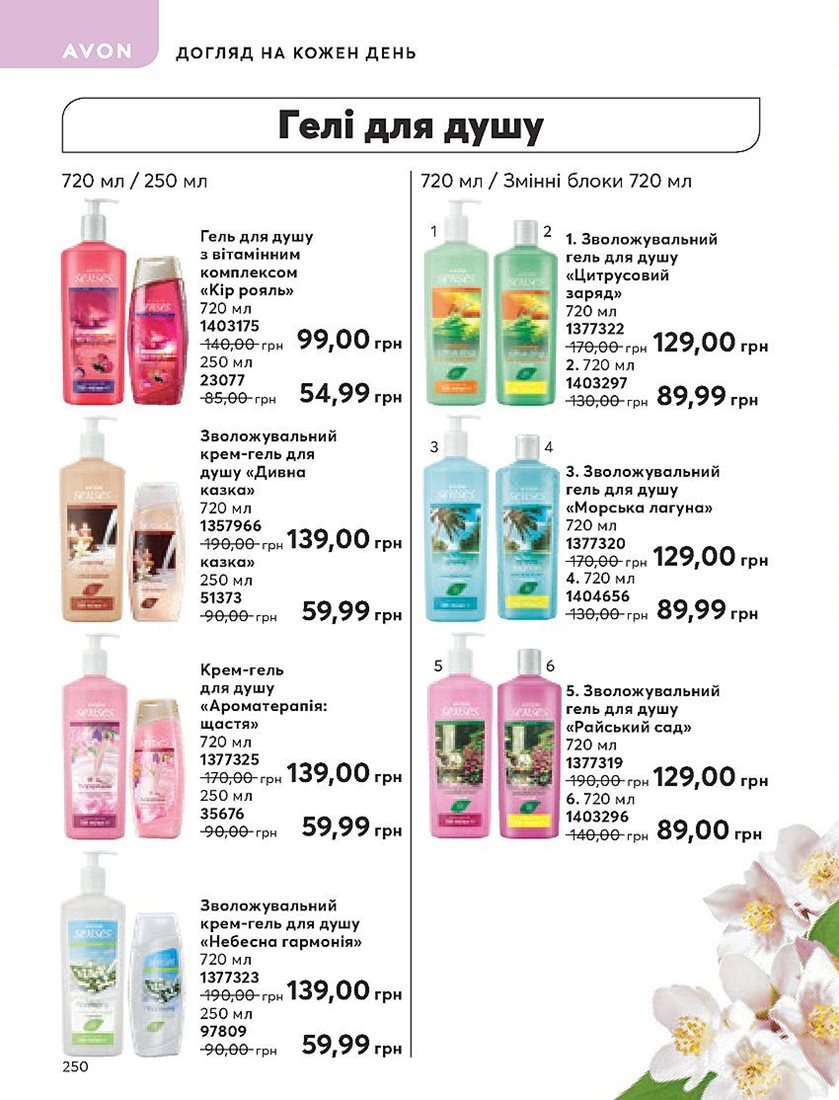 AVON
ДОГЛЯД НА КОЖЕН ДЕНЬ
Гелі для душу
720 мл / 250 мл
Гель для душу
з вітамінним
комплексом
«Кір рояль»
720 мл
1403175
140,00 грн 99,00 грн
250 мл
23077
85,00 грн 54,99 грн
Зволожувальний
крем-гель для
душу «Дивна
казка»
720 мл
1357966
190,00 грн 139,00 грн
казка»
250 мл
51373
90,00 грн 59,99 грн
Крем-гель
для душу
«Ароматерапія:
щастя»
720 мл
1377325
170,00 грн 139,00 грн
250 мл
35676
90,00 грн 59,99 грн
Зволожувальний
крем-гель для душу
«Небесна гармонія»
720 мл
1377323
190,00 грн 139,00 грн
250 мл
97809
90,00 грн 59,99 грн
720 мл / Змінні блоки 720 мл
1 2
1. Зволожувальний
гель для душу
«Цитрусовий
заряд»
720 мл
1377322
170,00 грн 129,00 грн
2. 720 мл
1403297
130,00 грн 89,99 грн
3 4
3. Зволожувальний
гель для душу
«Морська лагуна»
720 мл
1377320
170,00 грн 129,00 грн
4. 720 мл
1404656
130,00 грн 89,99 грн
5 6
5. Зволожувальний
гель для душу
«Райський сад»
720 мл
1377319
190,00 грн 129,00 грн
6. 720 мл
1403296
140,00 грн 89,00 грн
senses
senses
senses
senses
senses
senses
senses
250